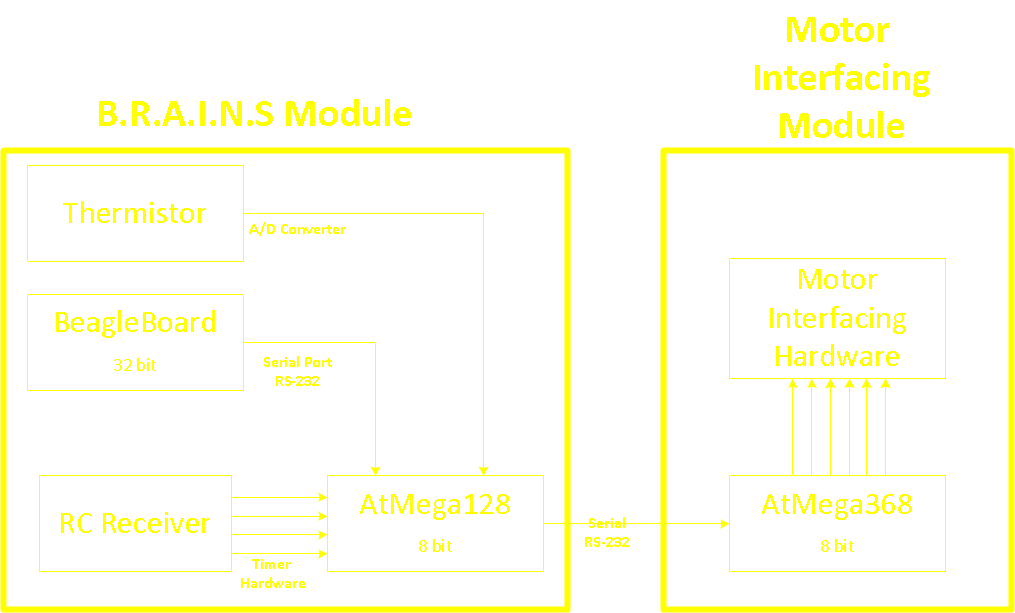 Motor
Interfacing
Module
B.R.A.I.N.S Module
Thermistor
A/D Converter
BeagleBoard
32 bit
Serial Port
RS-232
Motor
Interfacing
Hardware
RC Receiver
Timer
Hardware
AtMega128
8 bit
Serial
RS-232
AtMega368
8 bit